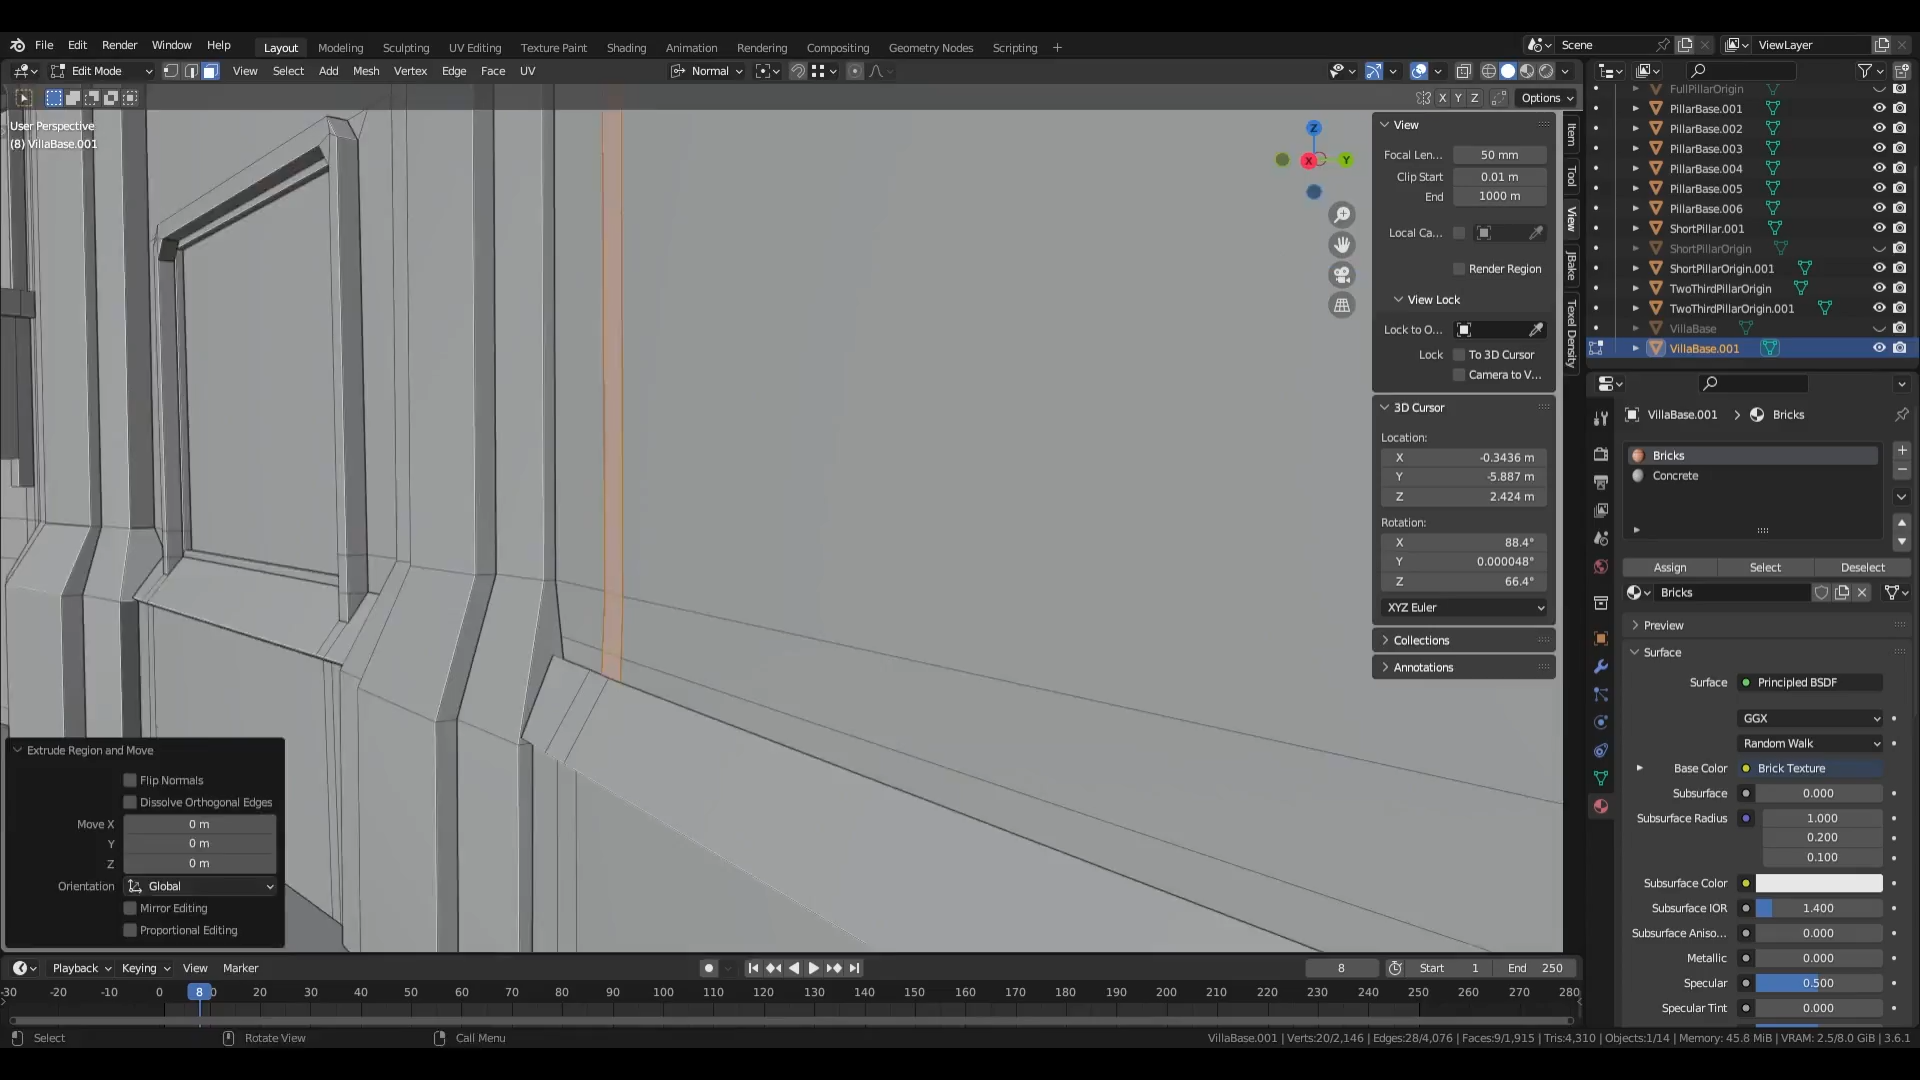 File Edit Render Window Help Layout Modeling Sculpting UV Editing Texture Paint Shading Animation Rendering Compositing Geometry Nodes Scripting + Scene ViewLayer
Edit Mode View Select Add Mesh Vertex Edge Face UV Normal
X Y Z Options
User Perspective
(8) VillaBase.001
Z
X
Y
View
Focal Len... 50 mm
Clip Start 0.01 m
End 1000 m
Local Ca...
Render Region
View Lock
Lock to O...
Lock To 3D Cursor
Camera to V...
3D Cursor
Location:
X -0.3436 m
Y -5.887 m
Z 2.424 m
Rotation:
X 88.4°
Y 0.000048°
Z 66.4°
XYZ Euler
Collections
Annotations
Item
Tool
View
JBake
Texel Density
FullPillarOrigin
PillarBase.001
PillarBase.002
PillarBase.003
PillarBase.004
PillarBase.005
PillarBase.006
ShortPillar.001
ShortPillarOrigin
ShortPillarOrigin.001
TwoThirdPillarOrigin
TwoThirdPillarOrigin.001
VillaBase
VillaBase.001
VillaBase.001 > Bricks
Bricks
Concrete
Assign Select Deselect
Bricks
Preview
Surface
Surface Principled BSDF
GGX
Random Walk
Base Color Brick Texture
Subsurface 0.000
Subsurface Radius 1.000
0.200
0.100
Subsurface Color
Subsurface IOR 1.400
Subsurface Aniso... 0.000
Metallic 0.000
Specular 0.500
Specular Tint 0.000
Extrude Region and Move
Flip Normals
Dissolve Orthogonal Edges
Move X 0 m
Y 0 m
Z 0 m
Orientation Global
Mirror Editing
Proportional Editing
Playback Keying View Marker 8 Start 1 End 250
-30 -20 -10 0 8 20 30 40 50 60 70 80 90 100 110 120 130 140 150 160 170 180 190 200 210 220 230 240 250 260 270 280
Select Rotate View Call Menu VillaBase.001 | Verts:20/2,146 | Edges:28/4,076 | Faces:9/1,915 | Tris:4,310 | Objects:1/14 | Memory: 45.8 MiB | VRAM: 2.5/8.0 GiB | 3.6.1